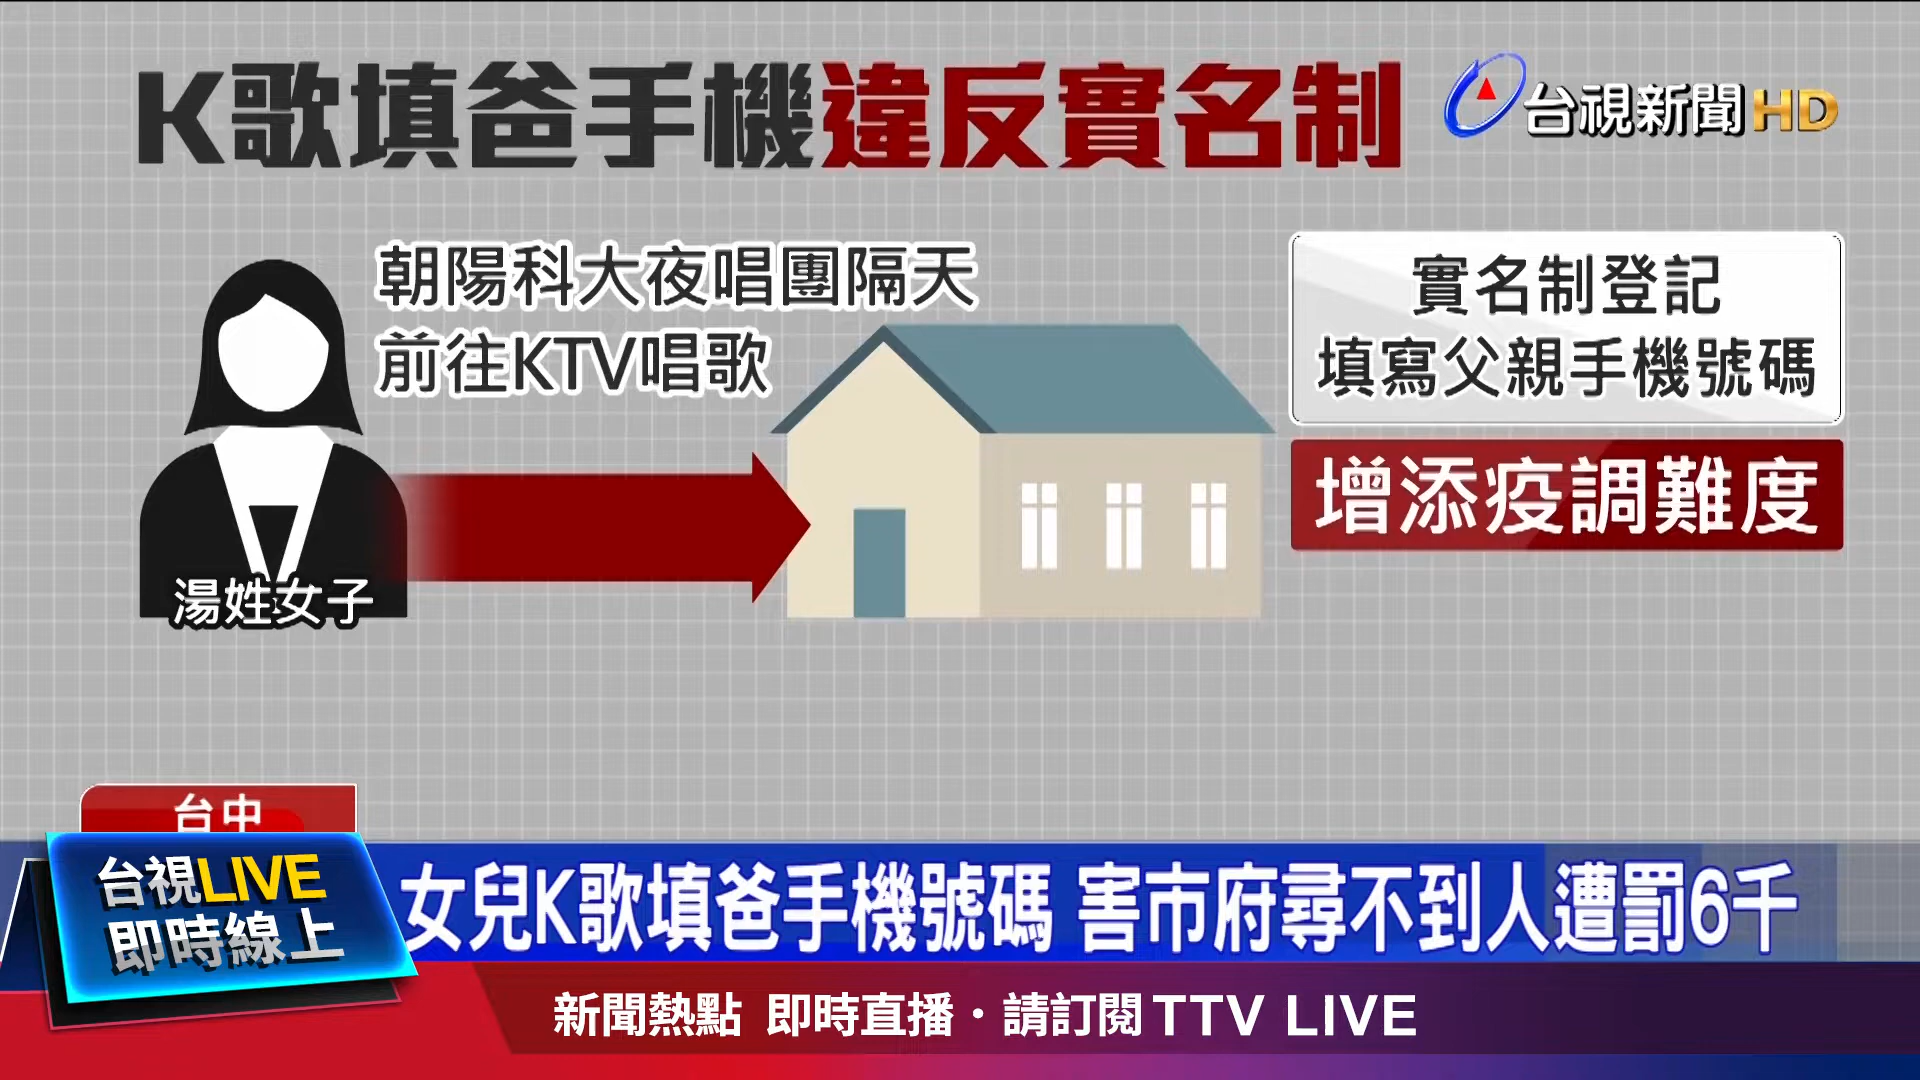 K歌填爸手機違反實名制
台視新聞HD
朝陽科大夜唱團隔天
前往KTV唱歌
實名制登記
填寫父親手機號碼
增添疫調難度
湯姓女子
台中
台視LIVE
即時線上
女兒K歌填爸手機號碼 害市府尋不到人遭罰6千
新聞熱點 即時直播・請訂閱TTV LIVE